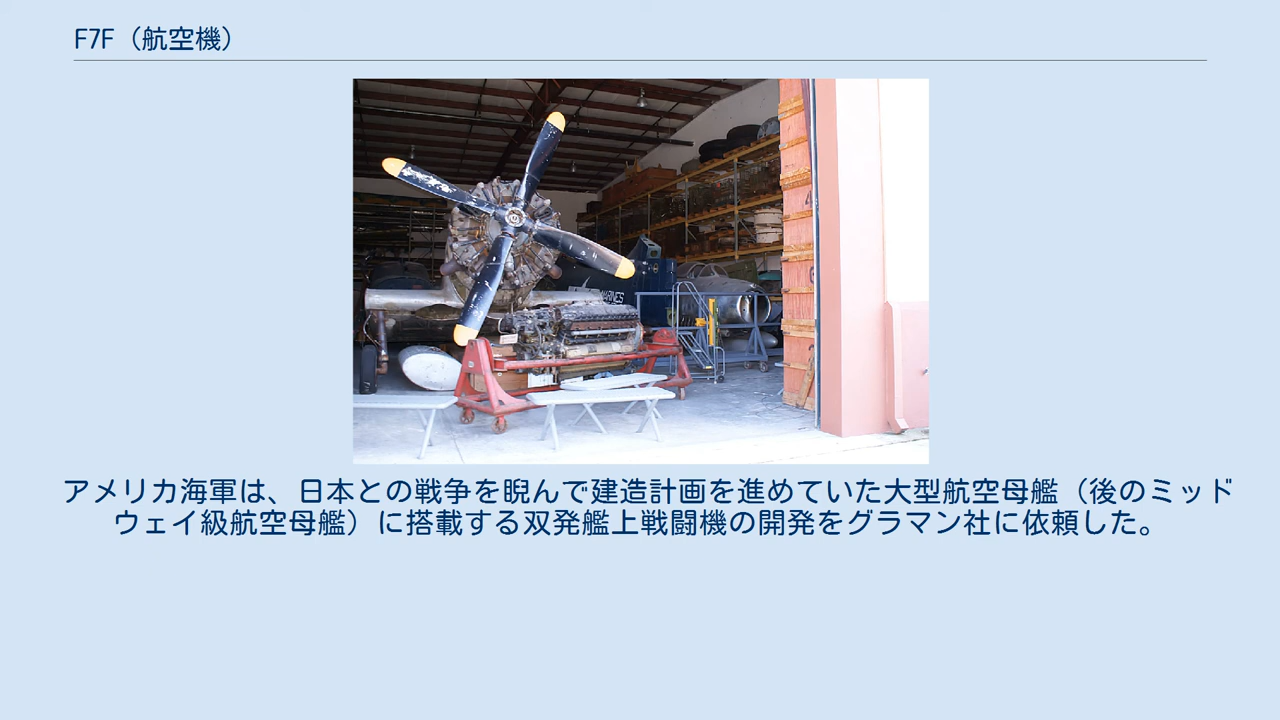 F7F（航空機）
MARINES
アメリカ海軍は、日本との戦争を睨んで建造計画を進めていた大型航空母艦（後のミッド
ウェイ級航空母艦）に搭載する双発艦上戦闘機の開発をグラマン社に依頼した。